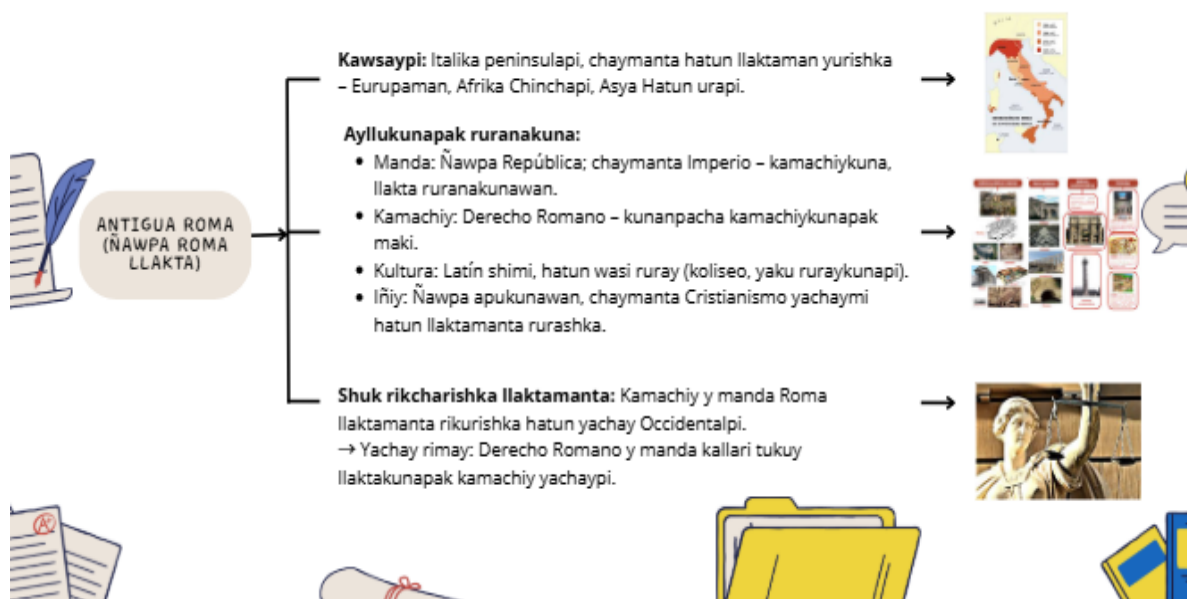 ANTIGUA ROMA
(ÑAWPA ROMA
LLAKTA)
Kawsaypi: Italika peninsulapi, chaymanta hatun llaktaman yurishka
– Eurupaman, Afrika Chinchapi, Asya Hatun urapi.
Ayllukunapak ruranakuna:
• Manda: Ñawpa República; chaymanta Imperio – kamachiykuna,
llakta ruranakunawan.
• Kamachiy: Derecho Romano – kunanpacha kamachiykunapak
maki.
• Kultura: Latín shimi, hatun wasi ruray (koliseo, yaku ruraykunapi).
• Iñiy: Ñawpa apukunawan, chaymanta Cristianismo yachaymi
hatun llaktamanta rurashka.
Shuk rikcharishka llaktamanta: Kamachiy y manda Roma
llaktamanta rikurishka hatun yachay Occidentalpi.
→ Yachay rimay: Derecho Romano y manda kallari tukuy
llaktakunapak kamachiy yachaypi.
A+